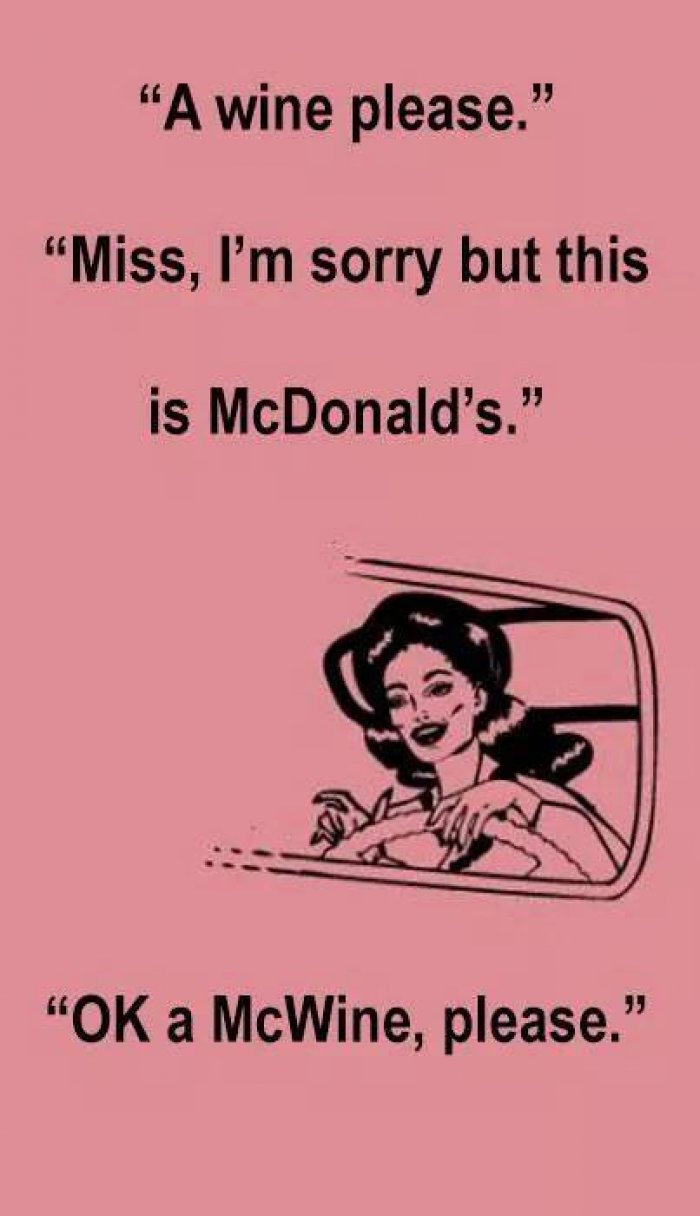 “A wine please.”
“Miss, I’m sorry but this
is McDonald’s.”
“OK a McWine, please.”